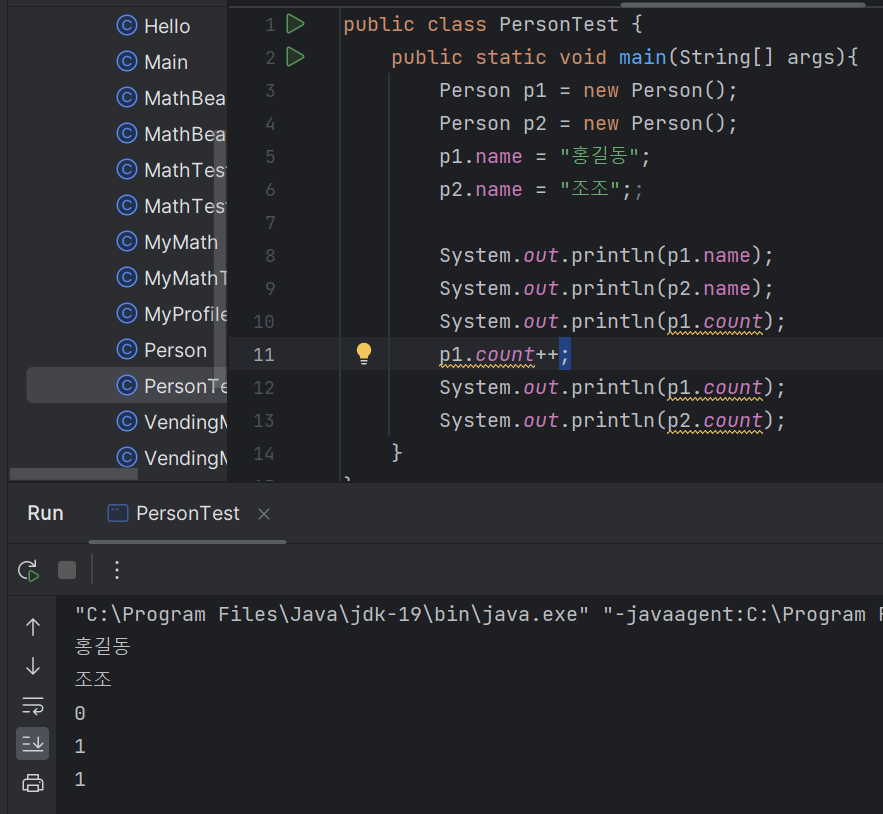 Hello
Main
MathBea
MathBea
MathTes
MathTes
MyMath
MyMathT
MyProfile
Person
PersonTe
VendingM
VendingM
1 public class PersonTest {
2 public static void main(String[] args){
3 Person p1 = new Person();
4 Person p2 = new Person();
5 p1.name = "홍길동";
6 p2.name = "조조";;
7
8 System.out.println(p1.name);
9 System.out.println(p2.name);
10 System.out.println(p1.count);
11 p1.count++;
12 System.out.println(p1.count);
13 System.out.println(p2.count);
14 }
Run PersonTest
"C:\Program Files\Java\jdk-19\bin\java.exe" "-javaagent:C:\Program F
홍길동
조조
0
1
1